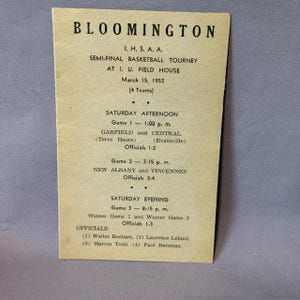 BLOOMINGTON
I. H. S. A. A.
SEMI-FINAL BASKETBALL TOURNEY
AT I. U. FIELD HOUSE
March 15, 1952
(4 Teams)
SATURDAY AFTERNOON
Game 1 — 1:00 p. m.
GARFIELD and CENTRAL
(Terre Haute) (Evansville)
Officials 1-2
Game 2 — 2:15 p. m.
NEW ALBANY and VINCENNES
Officials 3-4
SATURDAY EVENING
Game 3 — 8:15 p. m.
Winner Game 1 and Winner Game 2
Officials 1-3
OFFICIALS:
(1) Walter Bonham, (2) Laurence Leland,
(3) Marvin Todd, (4) Paul Bateman.